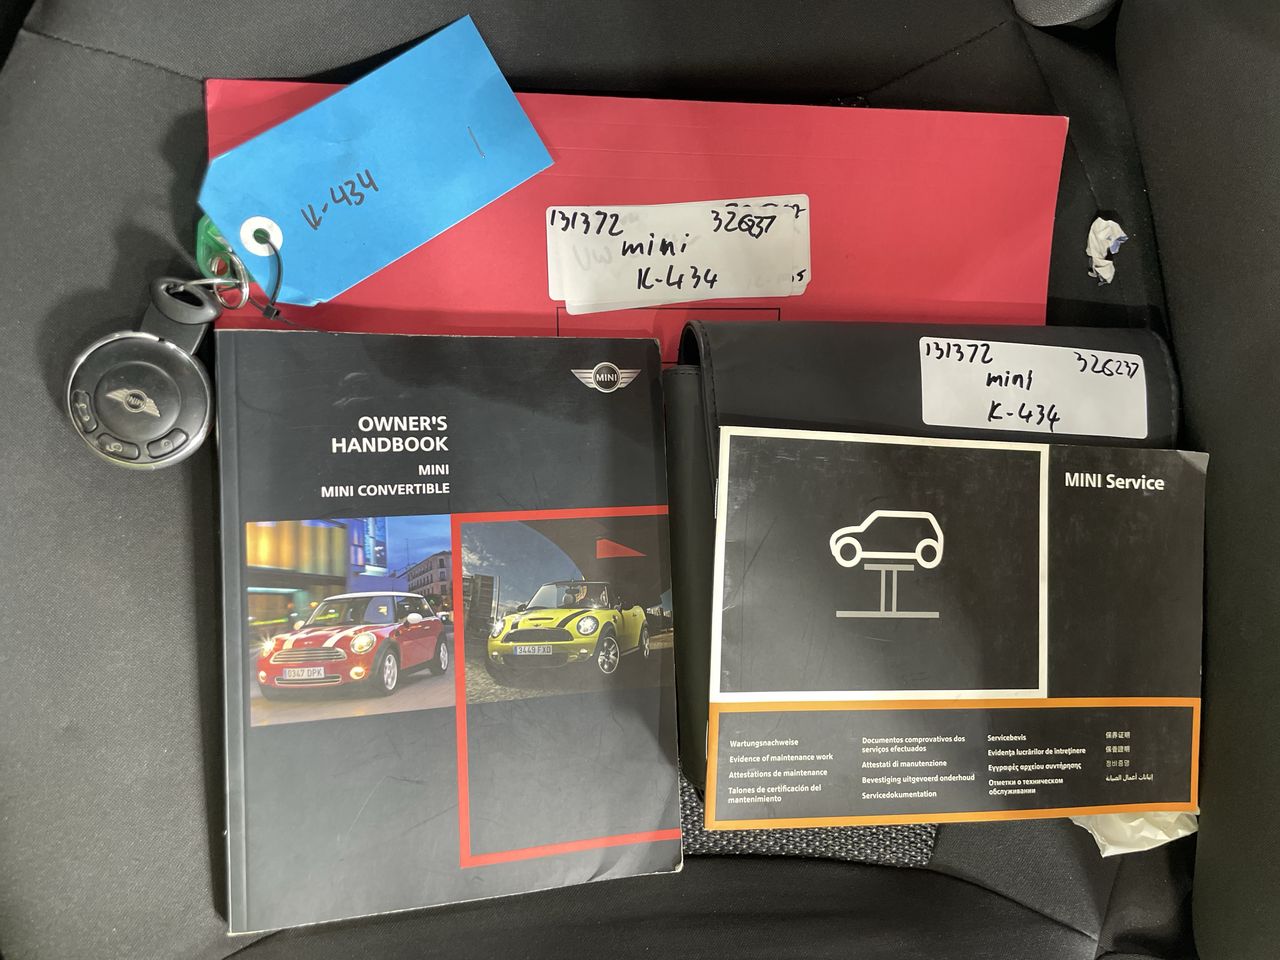 K-434
131372 326237
mini
K-434
131372 326237
mini
K-434
MINI
OWNER'S
HANDBOOK
MINI
MINI CONVERTIBLE
0347 DPK
3449 FXD
MINI
MINI Service
Wartungsnachweise
Evidence of maintenance work
Attestations de maintenance
Talones de certificación del
mantenimiento
Documentos comprovativos dos
serviços efectuados
Attestati di manutenzione
Bevestiging uitgevoerd onderhoud
Servicedokumentation
Servicebevis
Evidenţa lucrărilor de întreţinere
Εγγραφές αρχείου συντήρησης
Отметки о техническом
обслуживании
保养证明
保養證明
정비증명
إثباتات أعمال الصيانة